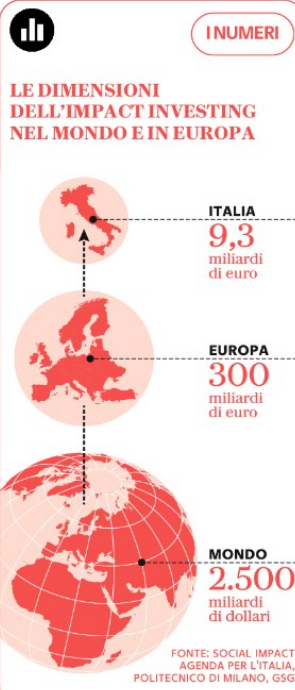 I NUMERI
LE DIMENSIONI
DELL'IMPACT INVESTING
NEL MONDO E IN EUROPA
ITALIA
9,3
miliardi
di euro
EUROPA
300
miliardi
di euro
MONDO
2.500
miliardi
di dollari
FONTE: SOCIAL IMPACT
AGENDA PER L'ITALIA,
POLITECNICO DI MILANO, GSG